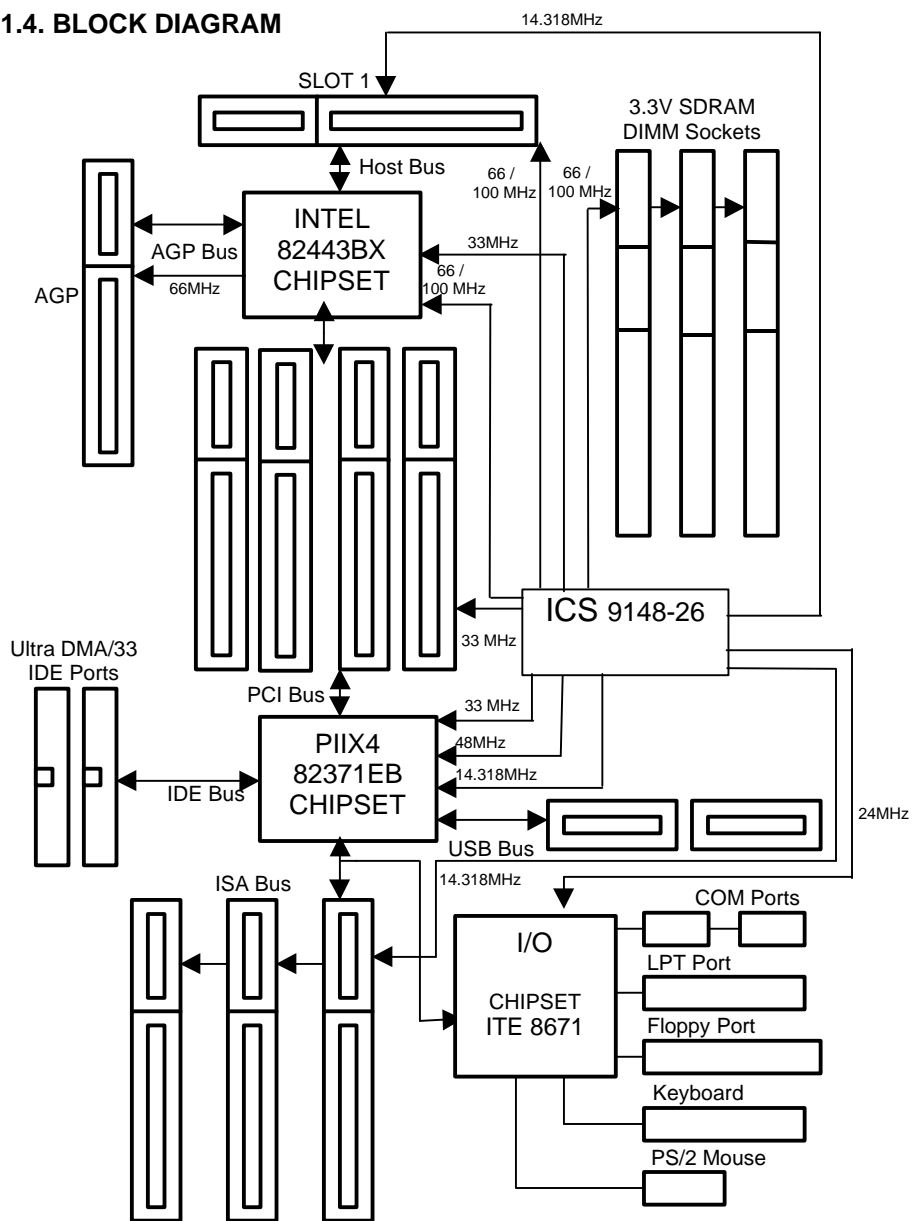 1.4. BLOCK DIAGRAM
14.318MHz
SLOT 1
3.3V SDRAM
DIMM Sockets
Host Bus
66 /
100 MHz
66 /
100 MHz
INTEL
82443BX
CHIPSET
AGP Bus
33MHz
66 /
100 MHz
66MHz
AGP
ICS 9148-26
33 MHz
Ultra DMA/33
IDE Ports
PCI Bus
33 MHz
PIIX4
82371EB
CHIPSET
48MHz
14.318MHz
IDE Bus
24MHz
USB Bus
14.318MHz
ISA Bus
COM Ports
I/O
CHIPSET
ITE 8671
LPT Port
Floppy Port
Keyboard
PS/2 Mouse